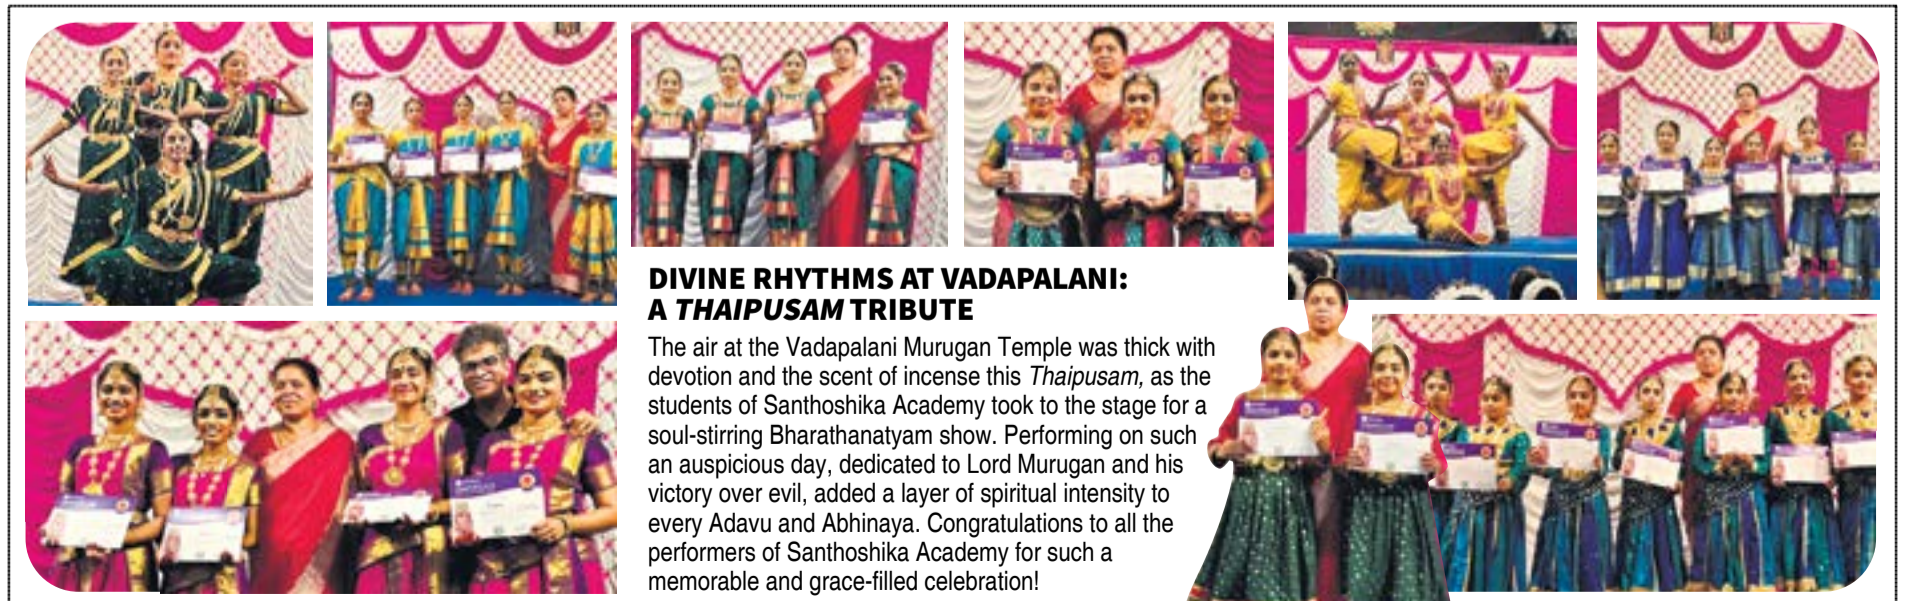 DIVINE RHYTHMS AT VADAPALANI:
A THAIPUSAM TRIBUTE
The air at the Vadapalani Murugan Temple was thick with
devotion and the scent of incense this Thaipusam, as the
students of Santhoshika Academy took to the stage for a
soul-stirring Bharathanatyam show. Performing on such
an auspicious day, dedicated to Lord Murugan and his
victory over evil, added a layer of spiritual intensity to
every Adavu and Abhinaya. Congratulations to all the
performers of Santhoshika Academy for such a
memorable and grace-filled celebration!